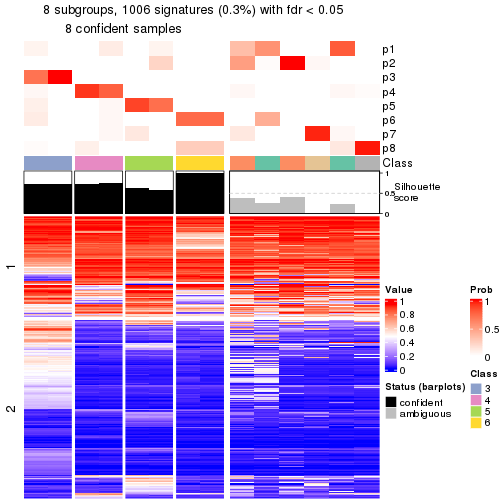 8 subgroups, 1006 signatures (0.3%) with fdr < 0.05
8 confident samples
p1
p2
p3
p4
p5
p6
p7
p8
Class
1
0.5
0
Silhouette
score
1
2
Value
1
0.8
0.6
0.4
0.2
0
Status (barplots)
confident
ambiguous
Prob
1
0.5
0
Class
3
4
5
6